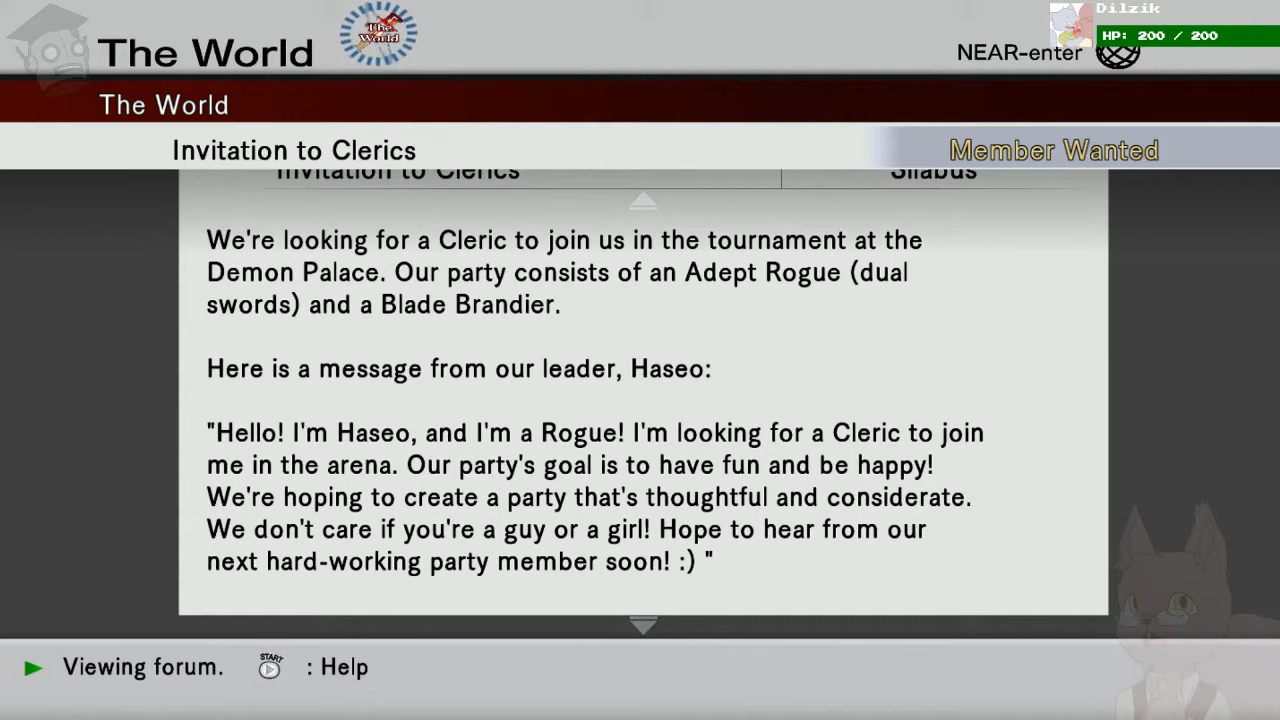 Dilzik
HP: 200 / 200
The World
The World
NEAR-enter
The World
Invitation to Clerics
Member Wanted
Invitation to Clerics
Silabus
We're looking for a Cleric to join us in the tournament at the
Demon Palace. Our party consists of an Adept Rogue (dual
swords) and a Blade Brandier.
Here is a message from our leader, Haseo:
"Hello! I'm Haseo, and I'm a Rogue! I'm looking for a Cleric to join
me in the arena. Our party's goal is to have fun and be happy!
We're hoping to create a party that's thoughtful and considerate.
We don't care if you're a guy or a girl! Hope to hear from our
next hard-working party member soon! :) "
Viewing forum.
START
: Help